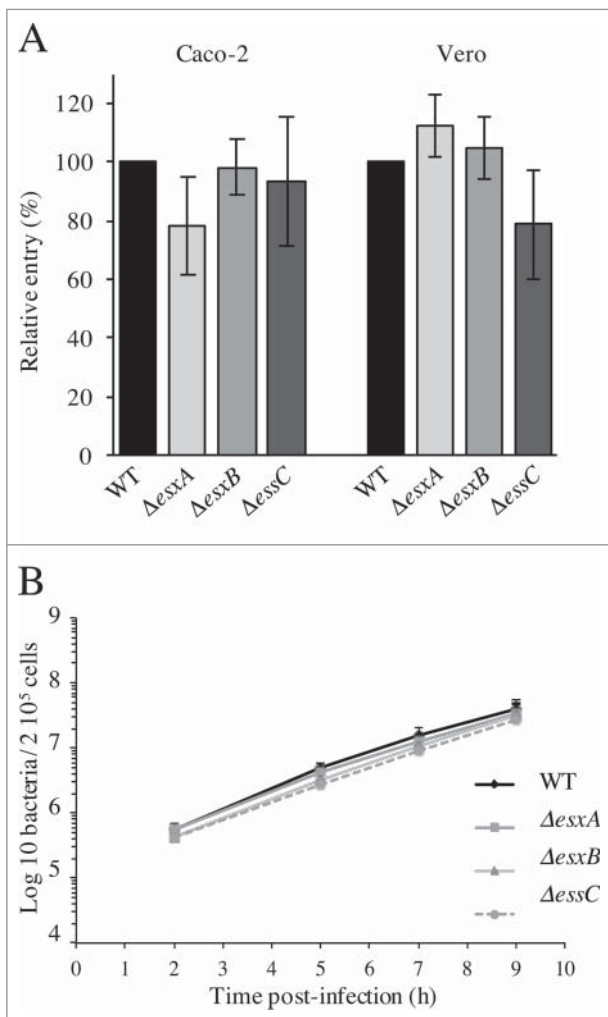 A
Caco-2 Vero
Relative entry (%)
120
100
80
60
40
20
0
WT ΔesxA ΔesxB ΔessC WT ΔesxA ΔesxB ΔessC
B
Log 10 bacteria/ 2 10⁵ cells
9
8
7
6
5
4
WT
ΔesxA
ΔesxB
ΔessC
0 1 2 3 4 5 6 7 8 9 10
Time post-infection (h)